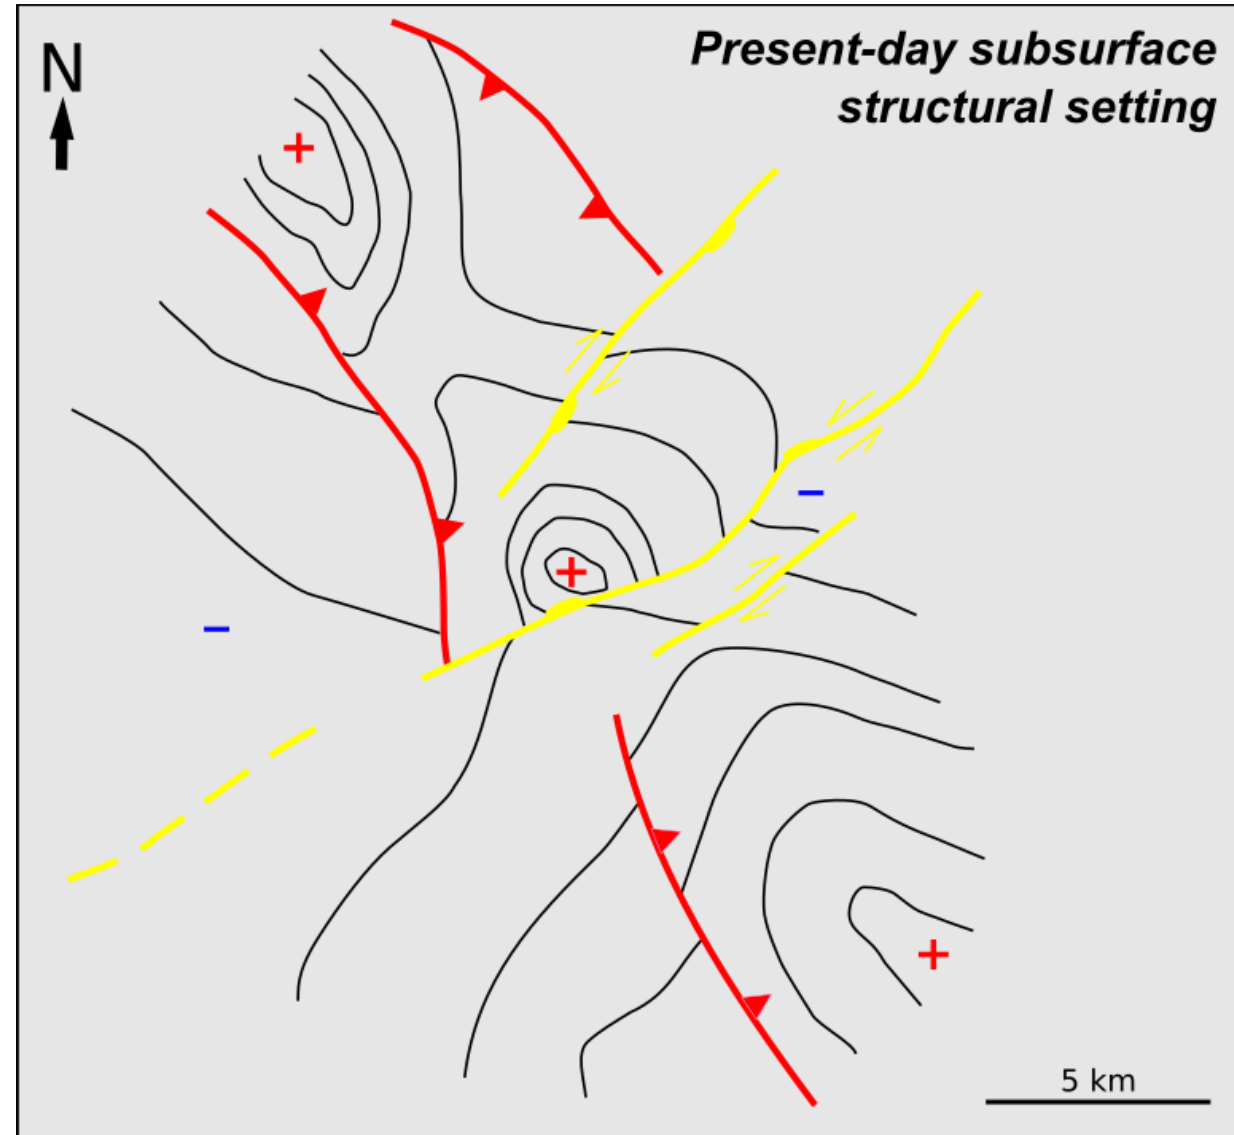 Present-day subsurface
structural setting
N
+
+
−
−
+
5 km